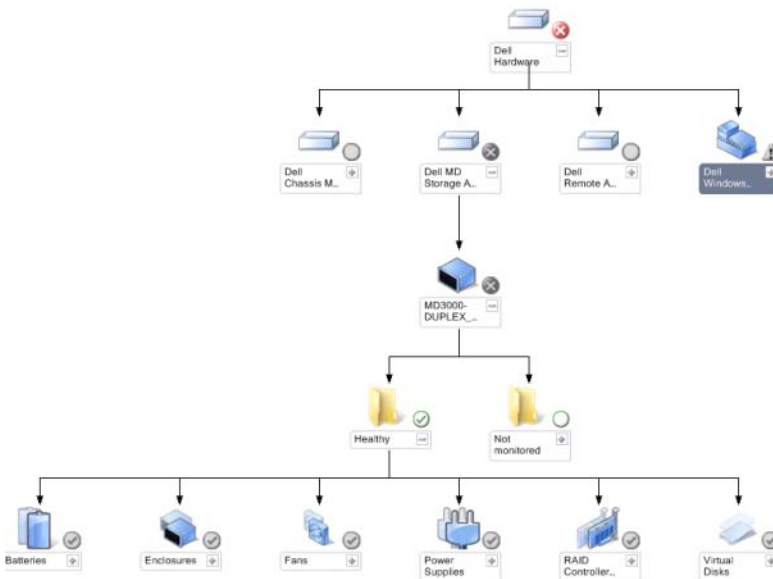 Dell
Hardware
Dell
Chassis M..
Dell MD
Storage A..
Dell
Remote A..
Dell
Windows..
MD3000-
DUPLEX_..
Healthy
Not
monitored
Batteries
Enclosures
Fans
Power
Supplies
RAID
Controller...
Virtual
Disks